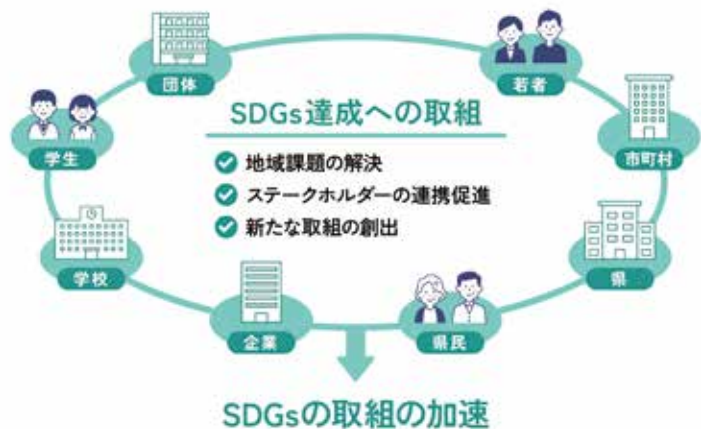 団体
若者
学生
SDGs達成への取組
市町村
地域課題の解決
ステークホルダーの連携促進
新たな取組の創出
学校
県
企業
県民
SDGsの取組の加速